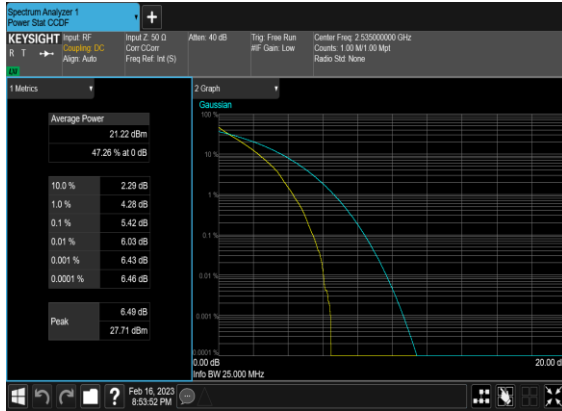 Spectrum Analyzer 1
Power Stat CCDF
KEYSIGHT
R T
LU
Input: RF
Coupling: DC
Align: Auto
Input Z: 50 Ω
Corr CCorr
Freq Ref: Int (S)
Atten: 40 dB
Trig: Free Run
#IF Gain: Low
Center Freq: 2.535000000 GHz
Counts: 1.00 M/1.00 Mpt
Radio Std: None
1 Metrics
Average Power
21.22 dBm
47.26 % at 0 dB
10.0 % 2.29 dB
1.0 % 4.28 dB
0.1 % 5.42 dB
0.01 % 6.03 dB
0.001 % 6.43 dB
0.0001 % 6.46 dB
Peak
6.49 dB
27.71 dBm
2 Graph
Gaussian
100 %
10 %
1 %
0.1 %
0.01 %
0.001 %
0.0001 %
0.00 dB
20.00 d
Info BW 25.000 MHz
?
Feb 16, 2023
8:53:52 PM